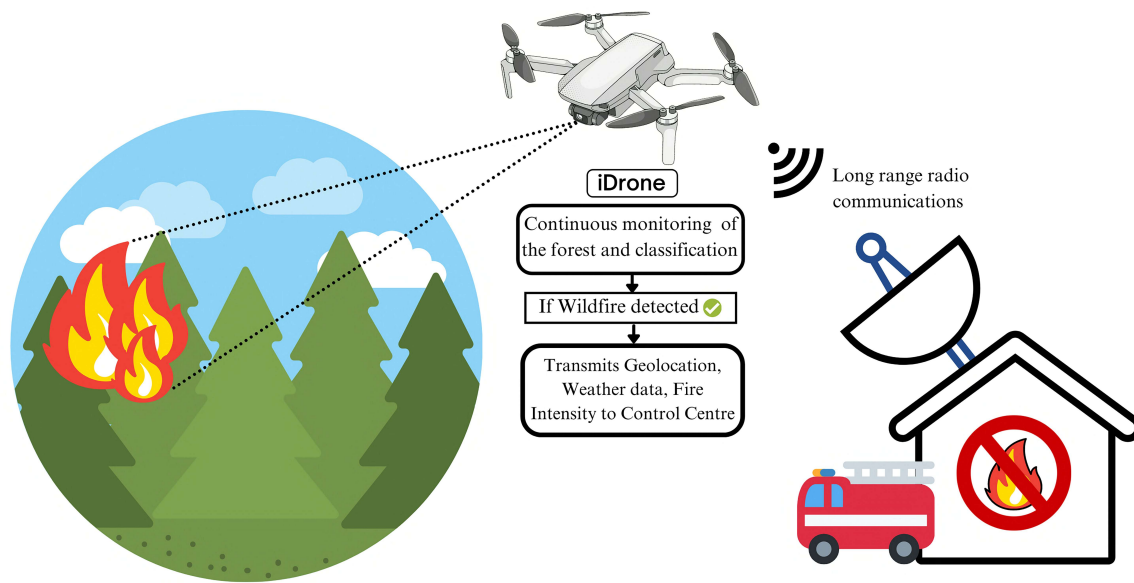 iDrone
Continuous monitoring of
the forest and classification
If Wildfire detected
Transmits Geolocation,
Weather data, Fire
Intensity to Control Centre
Long range radio
communications